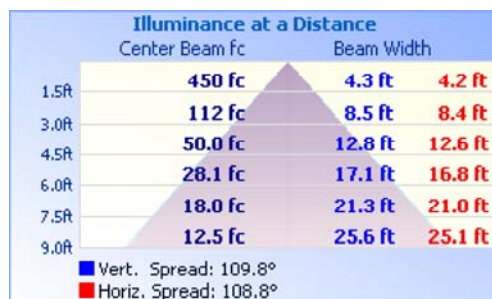 Illuminance at a Distance
Center Beam fc Beam Width
1.5ft 450 fc 4.3 ft 4.2 ft
3.0ft 112 fc 8.5 ft 8.4 ft
4.5ft 50.0 fc 12.8 ft 12.6 ft
6.0ft 28.1 fc 17.1 ft 16.8 ft
7.5ft 18.0 fc 21.3 ft 21.0 ft
9.0ft 12.5 fc 25.6 ft 25.1 ft
Vert. Spread: 109.8°
Horiz. Spread: 108.8°